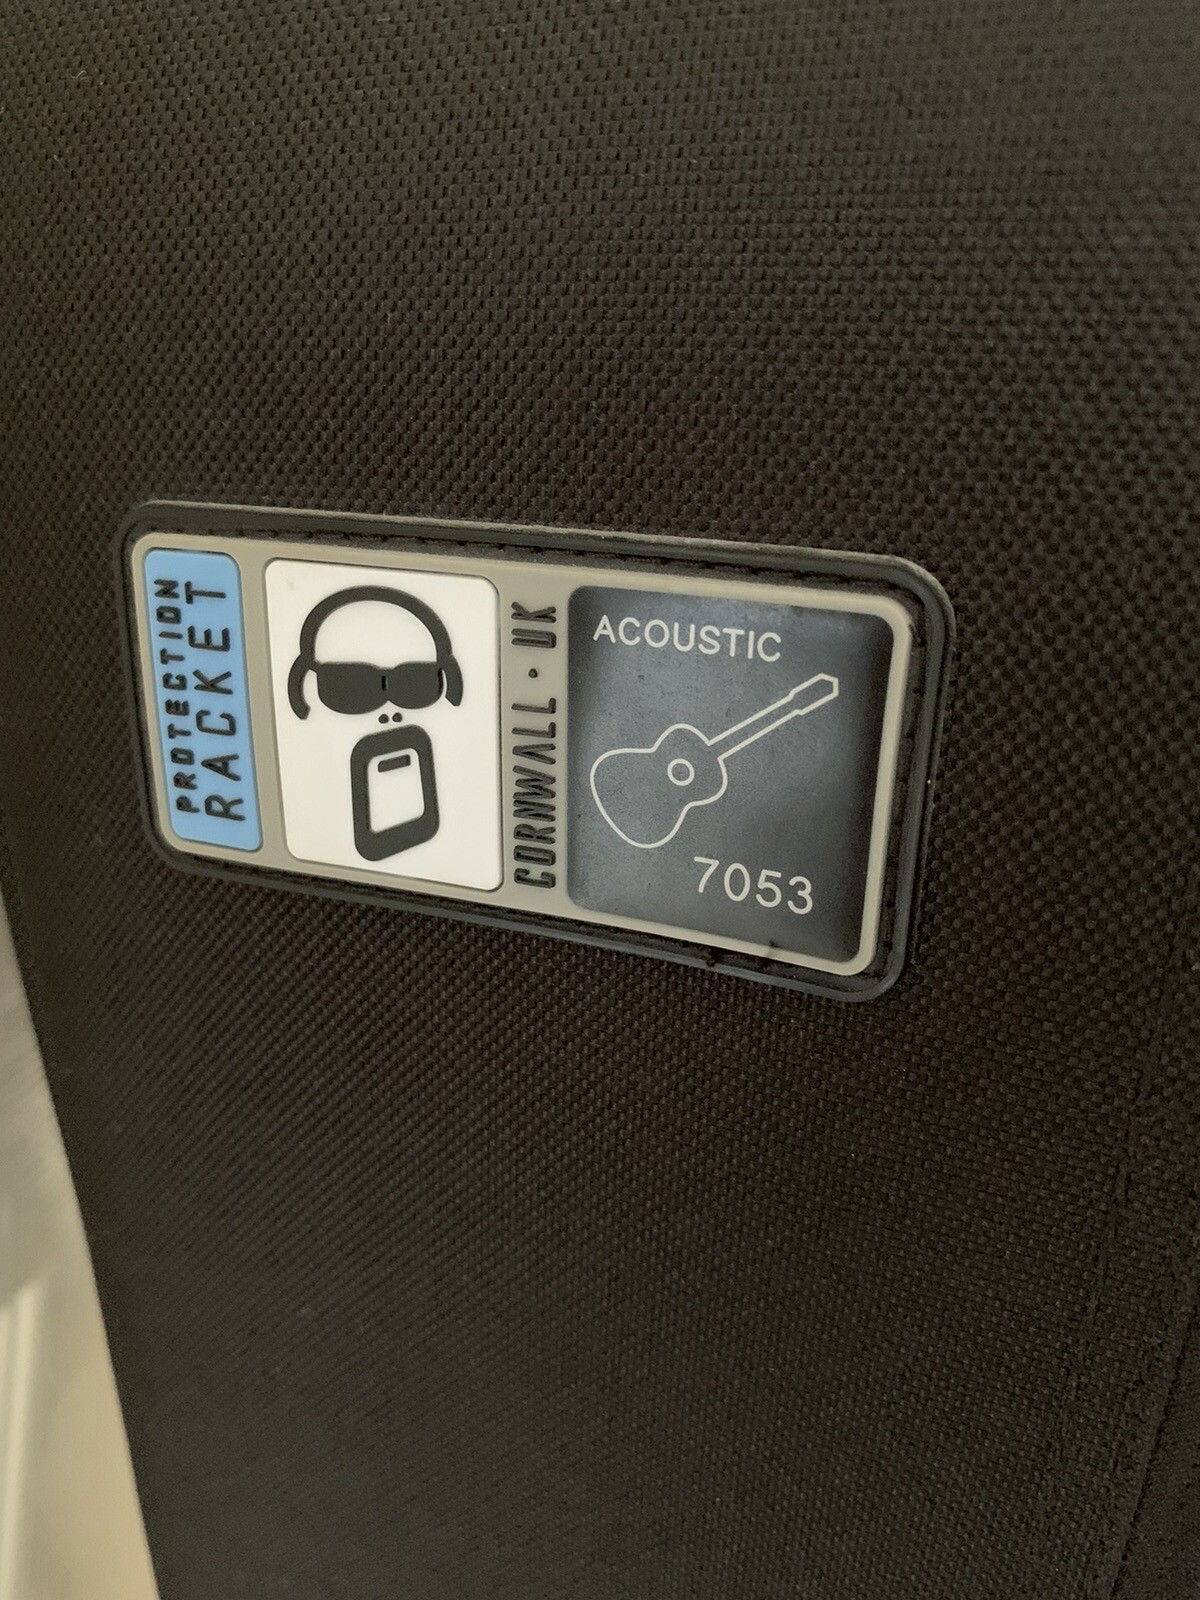 PROTECTION
RACKET
CORNWALL · UK
ACOUSTIC
7053